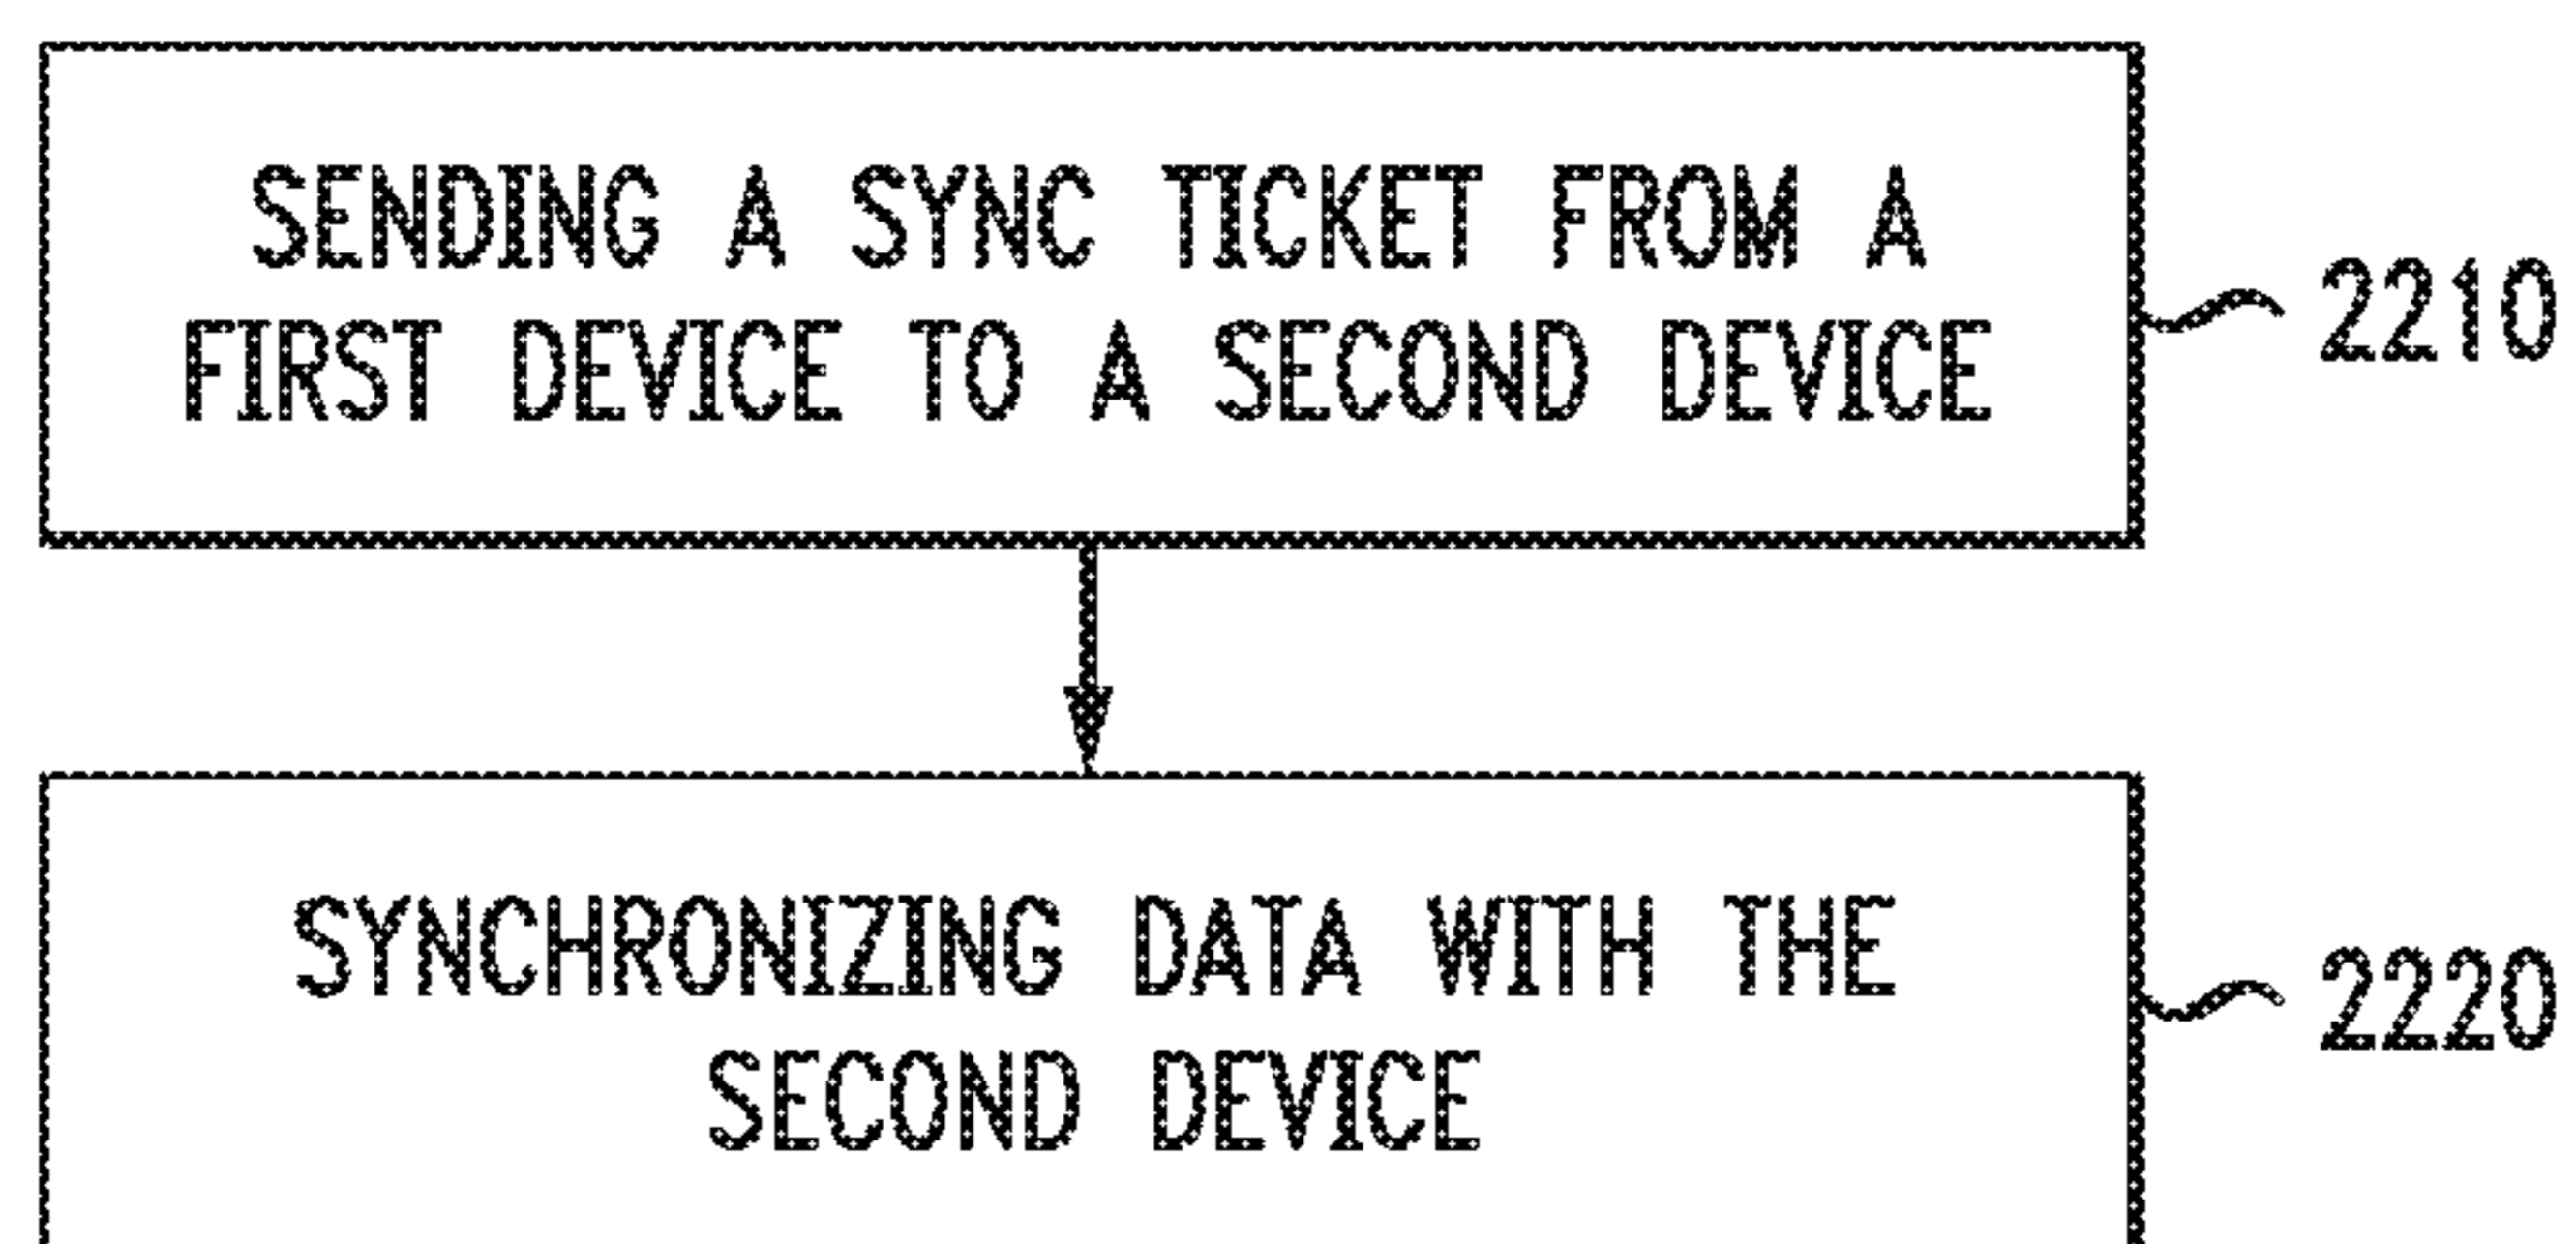 SENDING A SYNC TICKET FROM A
FIRST DEVICE TO A SECOND DEVICE
2210
SYNCHRONIZING DATA WITH THE
SECOND DEVICE
2220